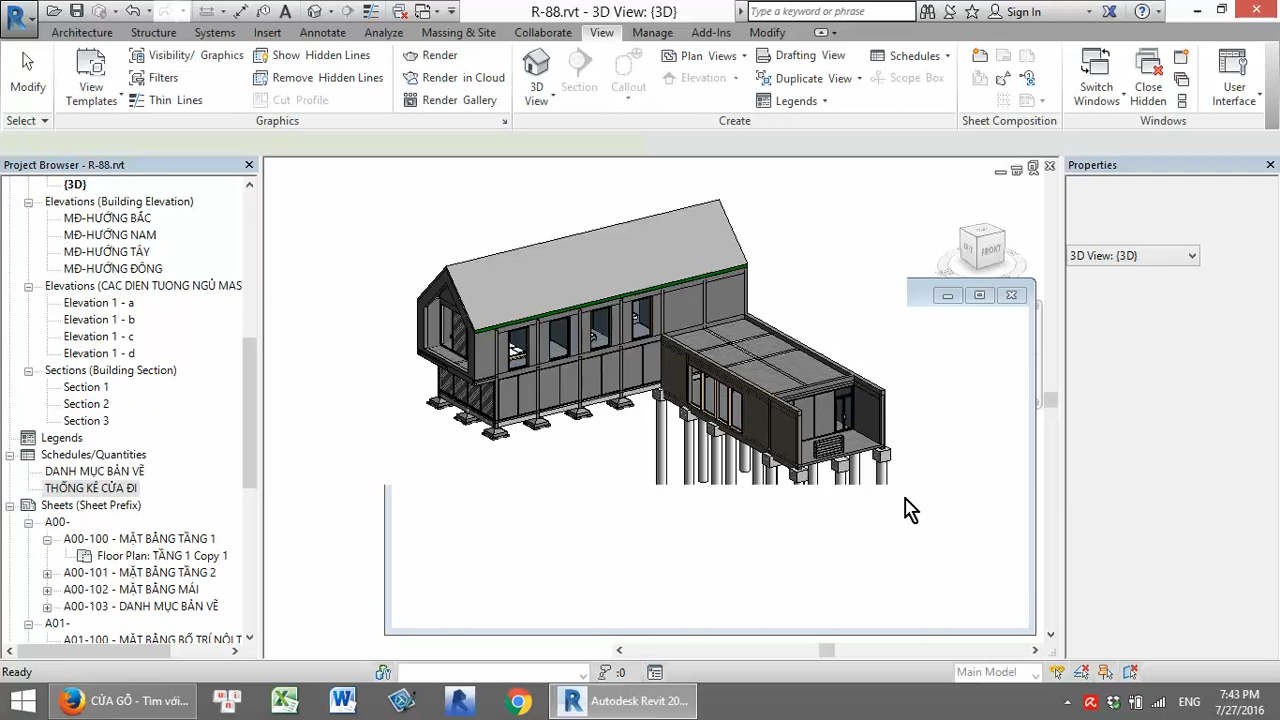 R-88.rvt - 3D View: {3D}
Type a keyword or phrase
Sign In
Architecture Structure Systems Insert Annotate Analyze Massing & Site Collaborate View Manage Add-Ins Modify
Modify
Select
View
Templates
Visibility/ Graphics
Filters
Thin Lines
Show Hidden Lines
Remove Hidden Lines
Cut Profile
Render
Render in Cloud
Render Gallery
Graphics
3D
View
Section
Callout
Plan Views
Elevation
Drafting View
Duplicate View
Legends
Schedules
Scope Box
Create
Sheet Composition
Switch
Windows
Close
Hidden
Windows
User
Interface
Project Browser - R-88.rvt
{3D}
Elevations (Building Elevation)
MĐ-HƯỚNG BẮC
MĐ-HƯỚNG NAM
MĐ-HƯỚNG TÂY
MĐ-HƯỚNG ĐÔNG
Elevations (CAC DIEN TUONG NGỦ MAS
Elevation 1 - a
Elevation 1 - b
Elevation 1 - c
Elevation 1 - d
Sections (Building Section)
Section 1
Section 2
Section 3
Legends
Schedules/Quantities
DANH MỤC BẢN VẼ
THỐNG KÊ CỬA ĐI
Sheets (Sheet Prefix)
A00-
A00-100 - MẶT BẰNG TẦNG 1
Floor Plan: TẦNG 1 Copy 1
A00-101 - MẶT BẰNG TẦNG 2
A00-102 - MẶT BẰNG MÁI
A00-103 - DANH MỤC BẢN VẼ
A01-
A01-100 - MẶT BẰNG BỐ TRÍ NỘI T
FRONT
Properties
3D View: {3D}
Ready
:0
Main Model
CỬA GỖ - Tìm với...
Autodesk Revit 20...
ENG
7:43 PM
7/27/2016